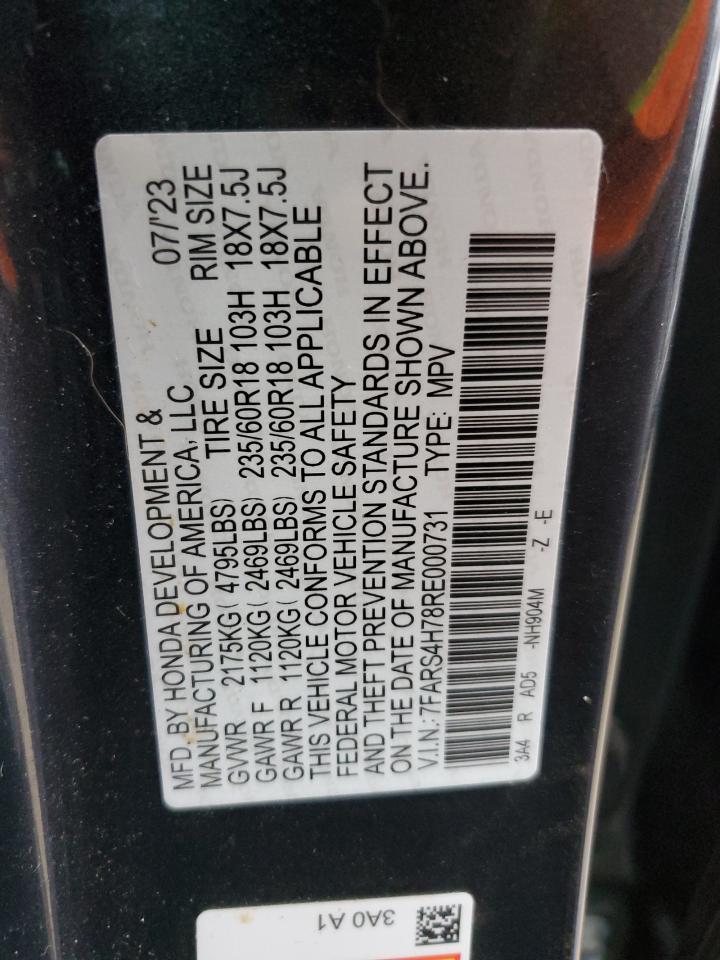 MFD. BY HONDA DEVELOPMENT & 07/'23
MANUFACTURING OF AMERICA, LLC
TIRE SIZE RIM SIZE
GVWR 2175KG( 4795LBS)
GAWR F 1120KG( 2469LBS) 235/60R18 103H 18X7.5J
GAWR R 1120KG( 2469LBS) 235/60R18 103H 18X7.5J
THIS VEHICLE CONFORMS TO ALL APPLICABLE
FEDERAL MOTOR VEHICLE SAFETY
AND THEFT PREVENTION STANDARDS IN EFFECT
ON THE DATE OF MANUFACTURE SHOWN ABOVE.
V.I.N.: 7FARS4H78RE000731 TYPE: MPV
3A4 R AD5 -NH904M -Z -E
3A0 A1